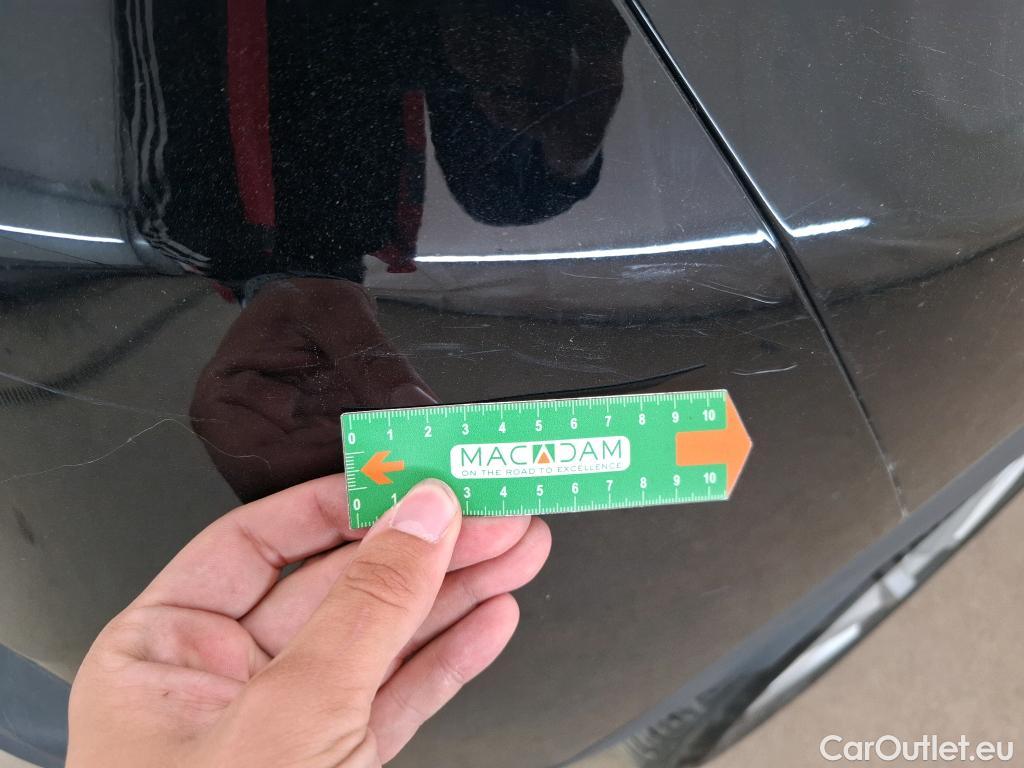 0 1 2 3 4 5 6 7 8 9 10
MACADAM
ON THE ROAD TO EXCELLENCE
0 1 3 4 5 6 7 8 9 10
CarOutlet.eu